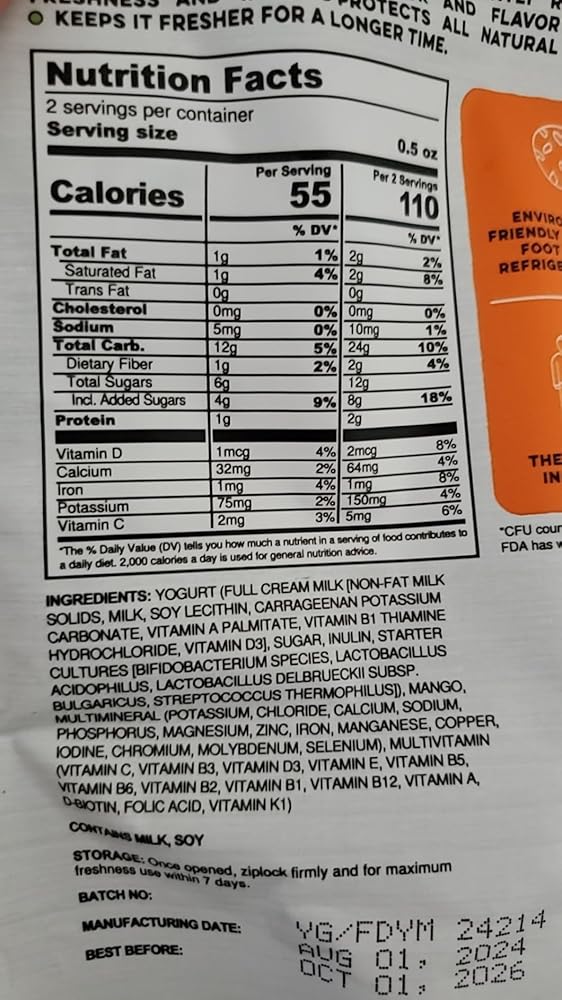 AND FLAVOR
PROTECTS ALL NATURAL
KEEPS IT FRESHER FOR A LONGER TIME.
Nutrition Facts
2 servings per container
Serving size 0.5 oz
Per Serving Per 2 Servings
Calories 55 110
% DV* % DV*
Total Fat 1g 1% 2g 2%
Saturated Fat 1g 4% 2g 8%
Trans Fat 0g 0g
Cholesterol 0mg 0% 0mg 0%
Sodium 5mg 0% 10mg 1%
Total Carb. 12g 5% 24g 10%
Dietary Fiber 1g 2% 2g 4%
Total Sugars 6g 12g
Incl. Added Sugars 4g 9% 8g 18%
Protein 1g 2g
Vitamin D 1mcg 4% 2mcg 8%
Calcium 32mg 2% 64mg 4%
Iron 1mg 4% 1mg 8%
Potassium 75mg 2% 150mg 4%
Vitamin C 2mg 3% 5mg 6%
*The % Daily Value (DV) tells you how much a nutrient in a serving of food contributes to
a daily diet. 2,000 calories a day is used for general nutrition advice.
INGREDIENTS: YOGURT (FULL CREAM MILK [NON-FAT MILK
SOLIDS, MILK, SOY LECITHIN, CARRAGEENAN POTASSIUM
CARBONATE, VITAMIN A PALMITATE, VITAMIN B1 THIAMINE
HYDROCHLORIDE, VITAMIN D3], SUGAR, INULIN, STARTER
CULTURES [BIFIDOBACTERIUM SPECIES, LACTOBACILLUS
ACIDOPHILUS, LACTOBACILLUS DELBRUECKII SUBSP.
BULGARICUS, STREPTOCOCCUS THERMOPHILUS]), MANGO,
MULTIMINERAL (POTASSIUM, CHLORIDE, CALCIUM, SODIUM,
PHOSPHORUS, MAGNESIUM, ZINC, IRON, MANGANESE, COPPER,
IODINE, CHROMIUM, MOLYBDENUM, SELENIUM), MULTIVITAMIN
(VITAMIN C, VITAMIN B3, VITAMIN D3, VITAMIN E, VITAMIN B5,
VITAMIN B6, VITAMIN B2, VITAMIN B1, VITAMIN B12, VITAMIN A,
D-BIOTIN, FOLIC ACID, VITAMIN K1)
CONTAINS MILK, SOY
STORAGE: Once opened, ziplock firmly and for maximum
freshness use within 7 days.
BATCH NO: YG/FDYM 24214
MANUFACTURING DATE: AUG 01, 2024
BEST BEFORE: OCT 01, 2026
ENVIRO
FRIENDLY
FOOT
REFRIGE
THE
IN
*CFU cour
FDA has